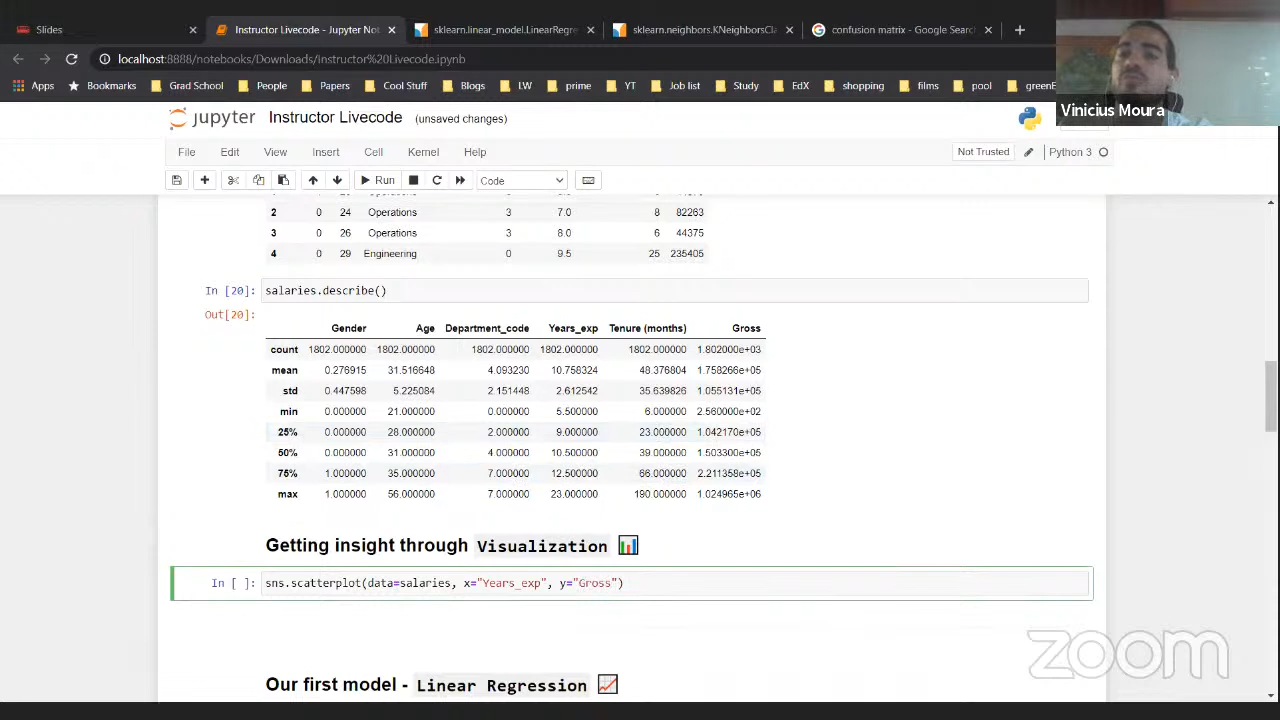 Slides
Instructor Livecode - Jupyter Not
sklearn.linear_model.LinearRegre
sklearn.neighbors.KNeighborsCla
confusion matrix - Google Search
localhost:8888/notebooks/Downloads/Instructor%20Livecode.ipynb
Apps Bookmarks Grad School People Papers Cool Stuff YT Blogs LW prime Job list Study EdX shopping films pool greenE
Vinicius Moura
jupyter Instructor Livecode (unsaved changes)
File Edit View Insert Cell Kernel Help Not Trusted Python 3
Run Code
2 0 24 Operations 3 7.0 8 82263
3 0 26 Operations 3 8.0 6 44375
4 0 29 Engineering 0 9.5 25 235405
In [20]: salaries.describe()
Out[20]:
Gender Age Department_code Years_exp Tenure (months) Gross
count 1802.000000 1802.000000 1802.000000 1802.000000 1802.000000 1.802000e+03
mean 0.276915 31.516648 4.093230 10.758324 48.376804 1.758266e+05
std 0.447598 5.225084 2.151448 2.612542 35.639826 1.055131e+05
min 0.000000 21.000000 0.000000 5.500000 6.000000 2.560000e+02
25% 0.000000 28.000000 2.000000 9.000000 23.000000 1.042170e+05
50% 0.000000 31.000000 4.000000 10.500000 39.000000 1.503300e+05
75% 1.000000 35.000000 7.000000 12.500000 66.000000 2.211358e+05
max 1.000000 56.000000 7.000000 23.000000 190.000000 1.024965e+06
Getting insight through Visualization
In [ ]: sns.scatterplot(data=salaries, x="Years_exp", y="Gross")
zoom
Our first model - Linear Regression